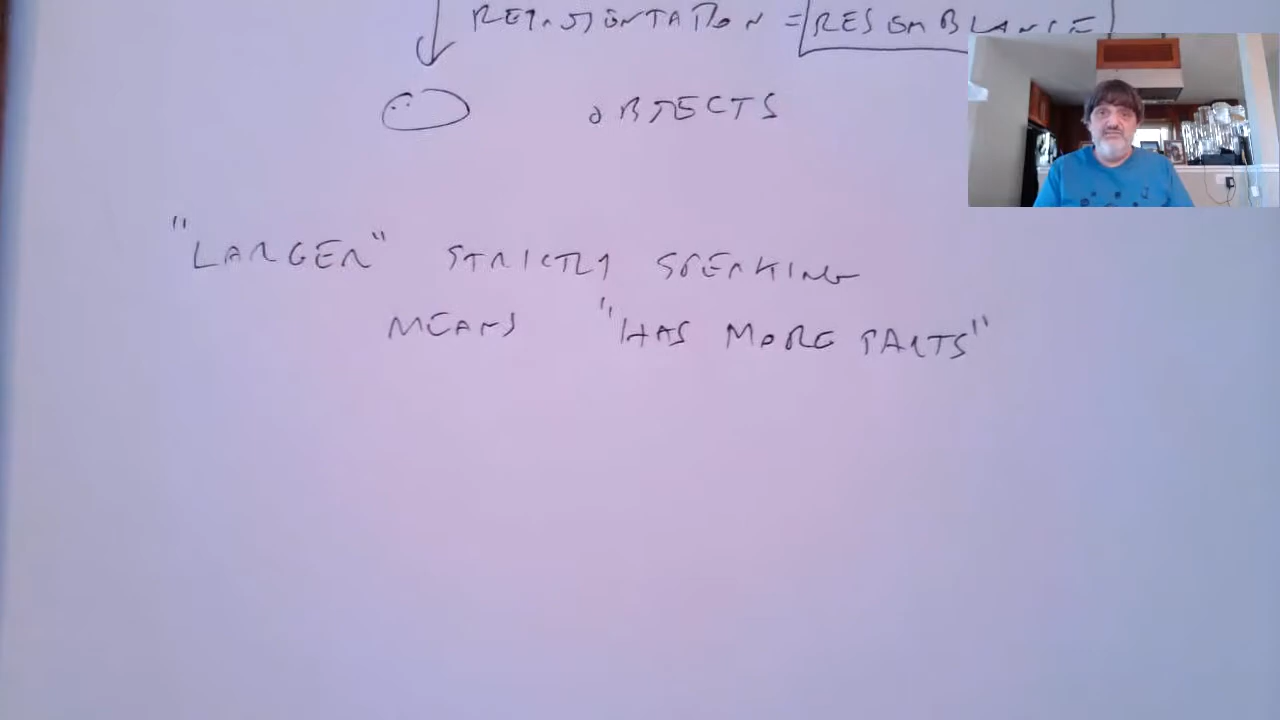 REPRESENTATION = RESEMBLANCE
OBJECTS
"LARGER" STRICTLY SPEAKING
MEANS "HAS MORE PARTS"